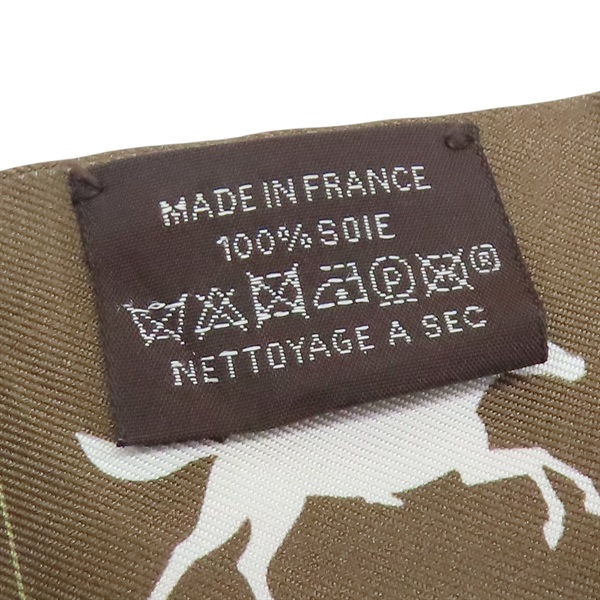 MADE IN FRANCE
100% SOIE
®
NETTOYAGE A SEC